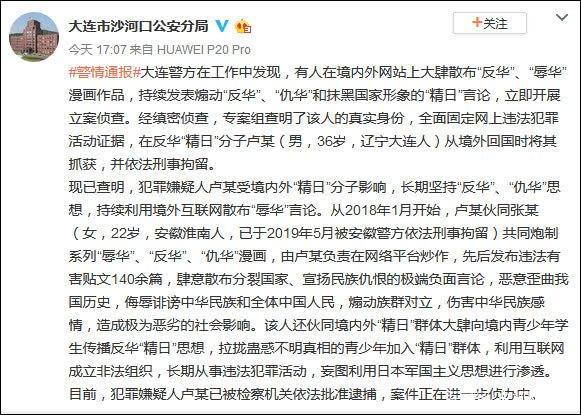 大连市沙河口公安分局
关注
今天 17:07 来自 HUAWEI P20 Pro
#警情通报#大连警方在工作中发现，有人在境内外网站上大肆散布“反华”、“辱华”
漫画作品，持续发表煽动“反华”、“仇华”和抹黑国家形象的“精日”言论，立即开展
立案侦查。经缜密侦查，专案组查明了该人的真实身份，全面固定网上违法犯罪
活动证据，在反华“精日”分子卢某（男，36岁，辽宁大连人）从境外回国时将其
抓获，并依法刑事拘留。
现已查明，犯罪嫌疑人卢某受境内外“精日”分子影响，长期坚持“反华”、“仇华”思
想，持续利用境外互联网散布“辱华”言论。从2018年1月开始，卢某伙同张某
（女，22岁，安徽淮南人，已于2019年5月被安徽警方依法刑事拘留）共同炮制
系列“辱华”、“反华”、“仇华”漫画，由卢某负责在网络平台炒作，先后发布违法有
害贴文140余篇，肆意散布分裂国家、宣扬民族仇恨的极端负面言论，恶意歪曲我
国历史，侮辱诽谤中华民族和全体中国人民，煽动族群对立，伤害中华民族感
情，造成极为恶劣的社会影响。该人还伙同境内外“精日”群体大肆向境内青少年学
生传播反华“精日”思想，拉拢蛊惑不明真相的青少年加入“精日”群体，利用互联网
成立非法组织，长期从事违法犯罪活动，妄图利用日本军国主义思想进行渗透。
目前，犯罪嫌疑人卢某已被检察机关依法批准逮捕，案件正在进一步侦办中。